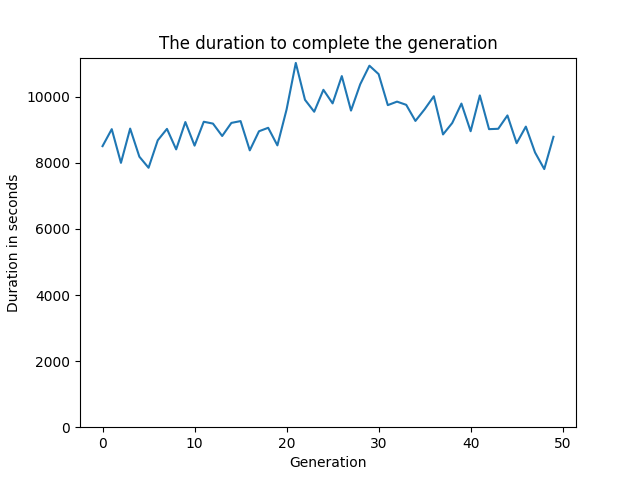 The duration to complete the generation
Duration in seconds
10000
8000
6000
4000
2000
0
0 10 20 30 40 50
Generation